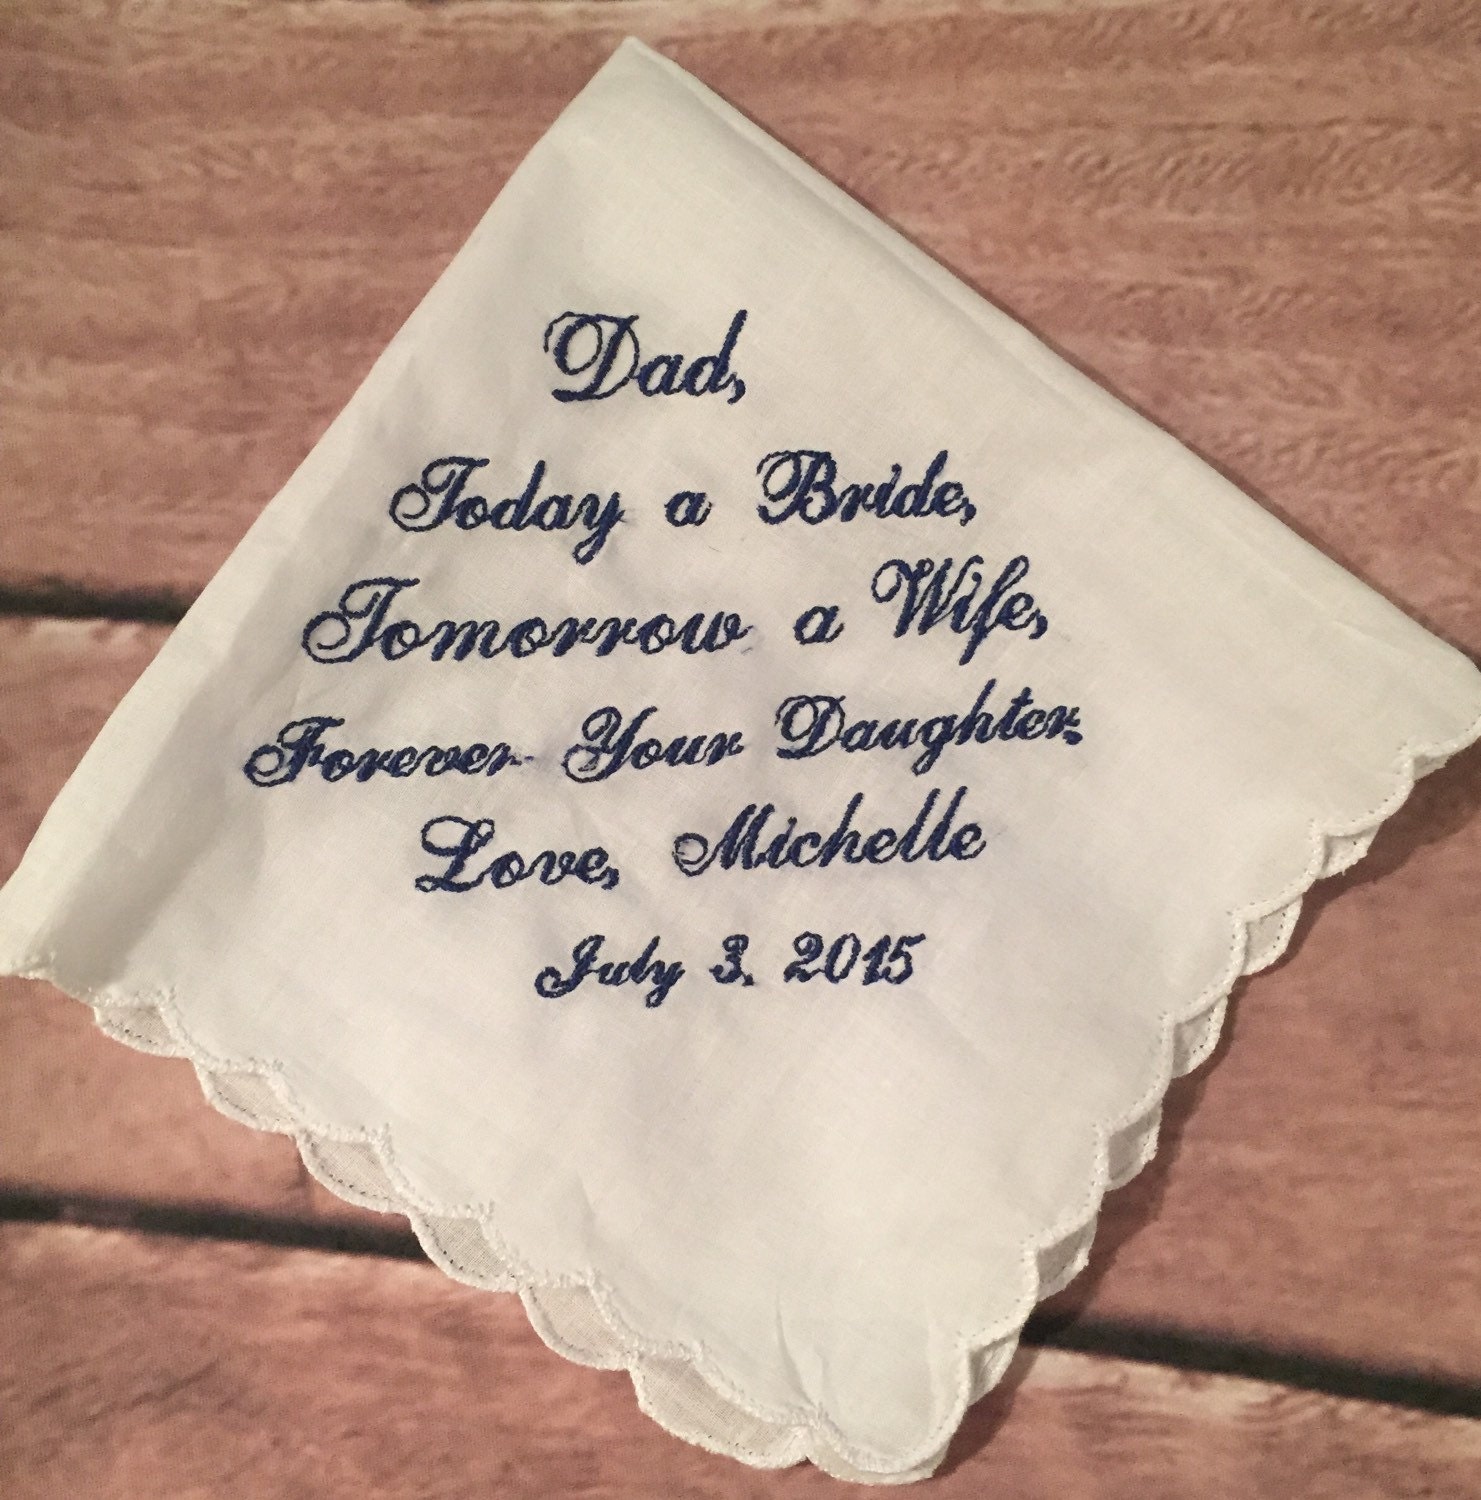 Dad,
Today a Bride,
Tomorrow a Wife,
Forever Your Daughter,
Love, Michelle
July 3, 2015